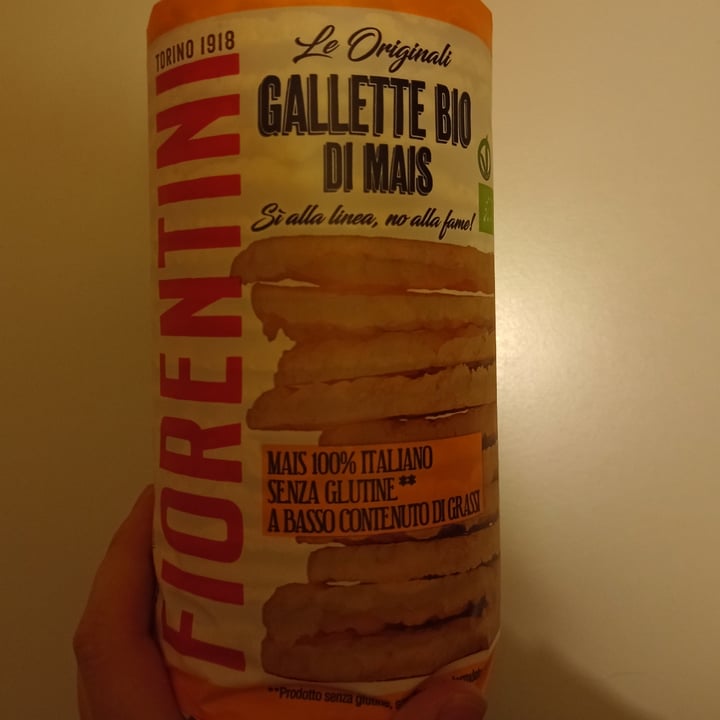 TORINO 1918
FIORENTINI
Le Originali
GALLETTE BIO
DI MAIS
Sì alla linea, no alla fame!
MAIS 100% ITALIANO
SENZA GLUTINE**
A BASSO CONTENUTO DI GRASSI
**Prodotto senza glutine,